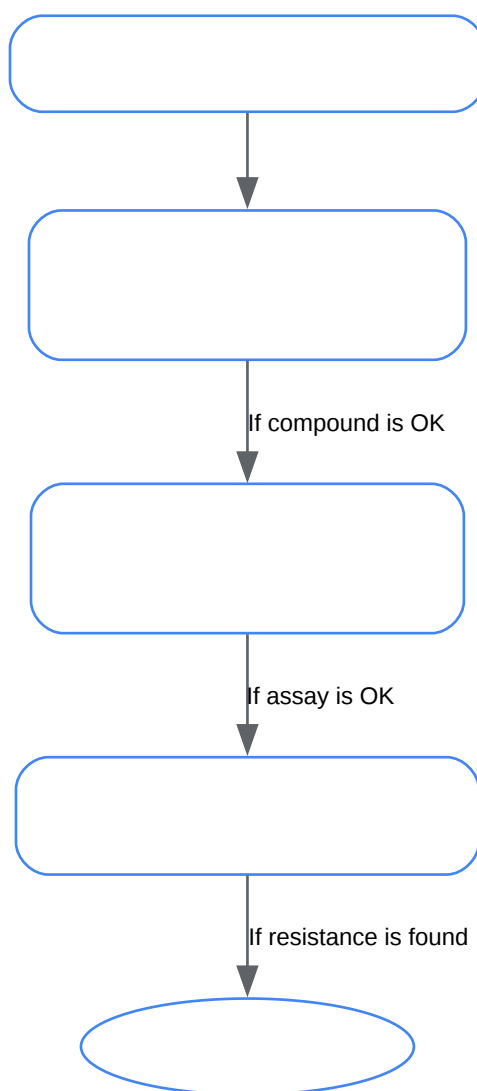 If compound is OK
If assay is OK
If resistance is found